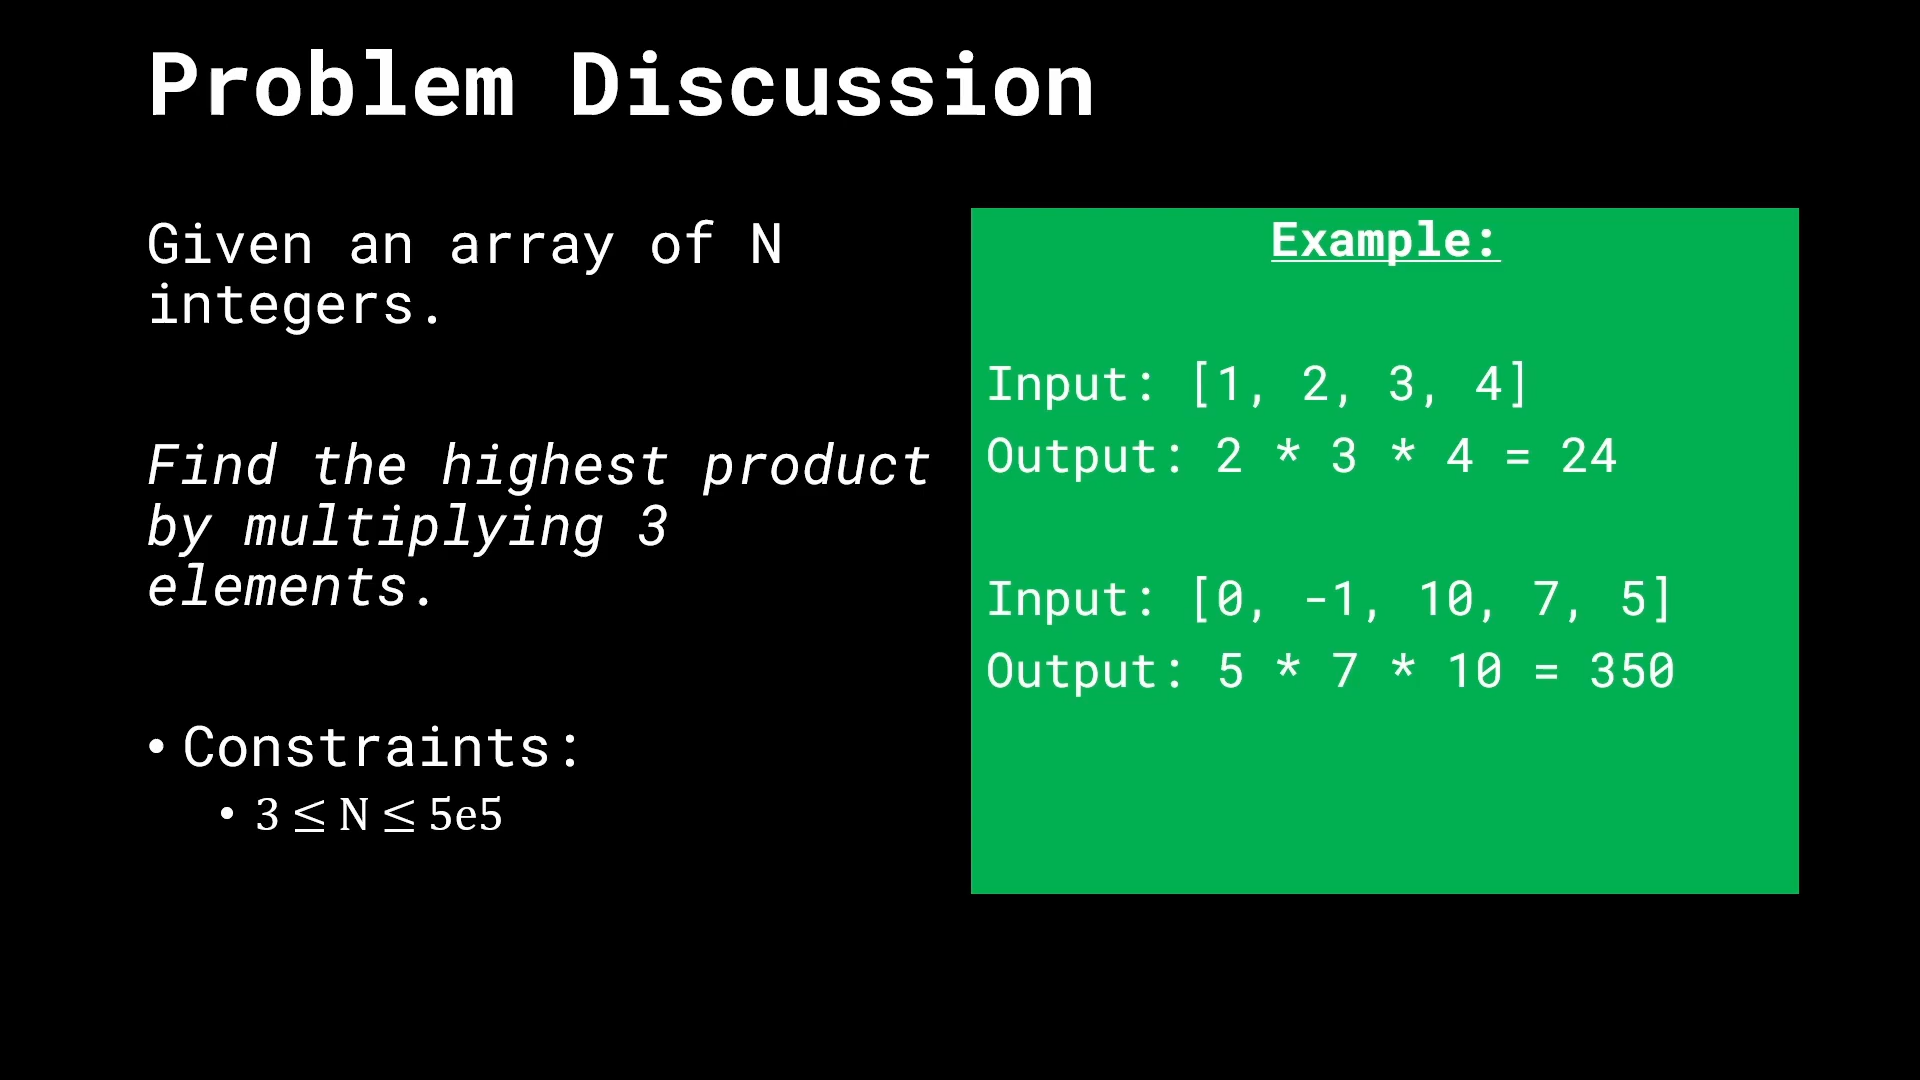 Problem Discussion
Given an array of N
integers.
Find the highest product
by multiplying 3
elements.
• Constraints:
• 3 ≤ N ≤ 5e5
Example:
Input: [1, 2, 3, 4]
Output: 2 * 3 * 4 = 24
Input: [0, -1, 10, 7, 5]
Output: 5 * 7 * 10 = 350